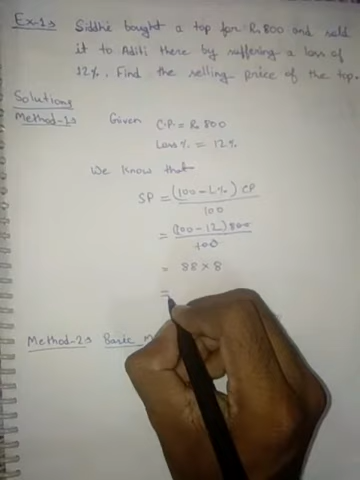 Ex-1:- Siddhi bought a top for Rs 800 and sold
it to Aditi there by suffering a loss of
12%. Find the selling price of the top.
Solution:
Method-1:- Given C.P = Rs 800
Loss% = 12%
We know that
SP = (100-L%) CP
100
= (100-12)800
100
= 88×8
=
Method-2:- Basic M